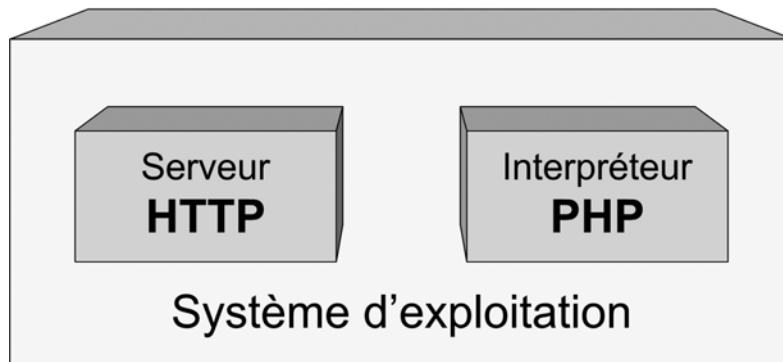 Serveur
HTTP
Interpréteur
PHP
Système d’exploitation